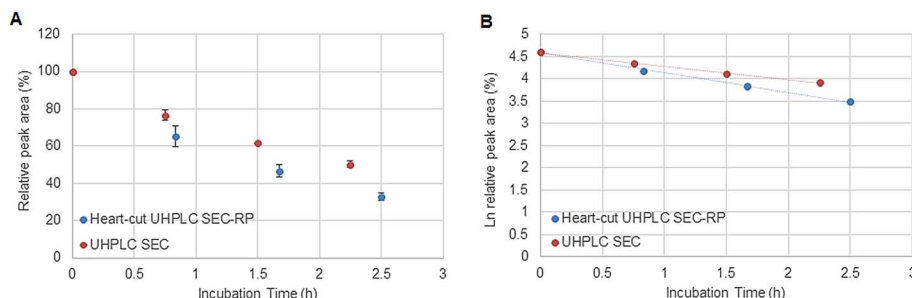 A
120
100
80
60
40
20
0
Relative peak area (%)
Heart-cut UHPLC SEC-RP
UHPLC SEC
0 0.5 1 1.5 2 2.5 3
Incubation Time (h)
B
5
4.5
4
3.5
3
2.5
2
1.5
1
0.5
0
Ln relative peak area (%)
Heart-cut UHPLC SEC-RP
UHPLC SEC
0 0.5 1 1.5 2 2.5 3
Incubation Time (h)